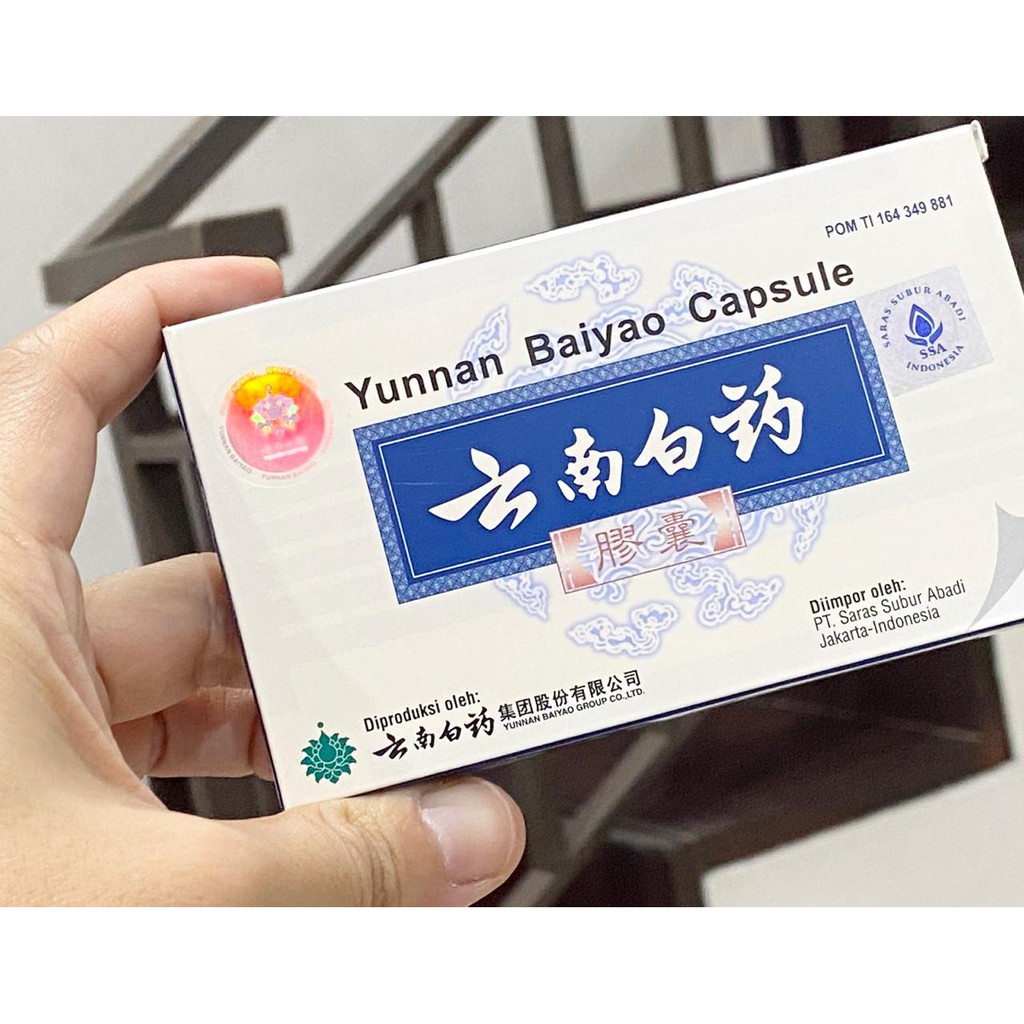 POM TI 164 349 881
Yunnan Baiyao Capsule
SARAS SUBUR ABADI
SSA
INDONESIA
云南白药
膠囊
YUNNAN BAIYAO
Diimpor oleh:
PT. Saras Subur Abadi
Jakarta-Indonesia
Diproduksi oleh:
云南白药 集团股份有限公司
YUNNAN BAIYAO GROUP CO.,LTD.